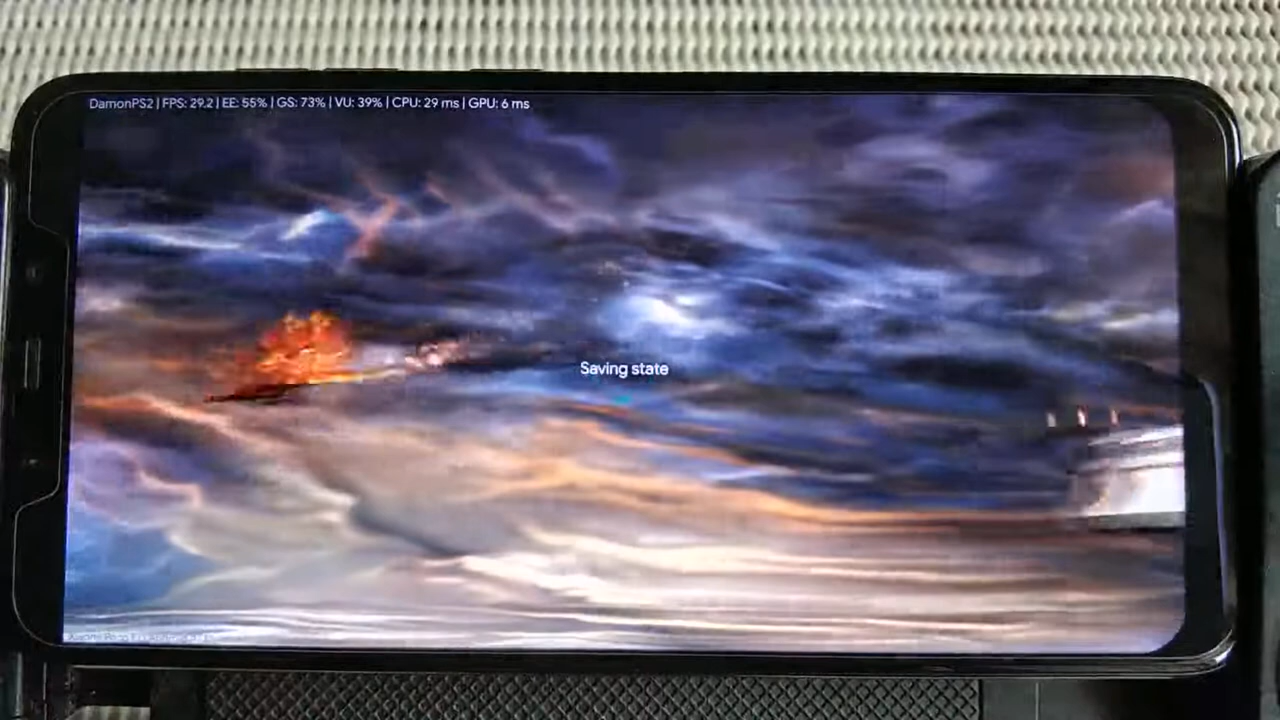 DamonPS2 | FPS: 29.2 | EE: 55% | GS: 73% | VU: 39% | CPU: 29 ms | GPU: 6 ms
Saving state